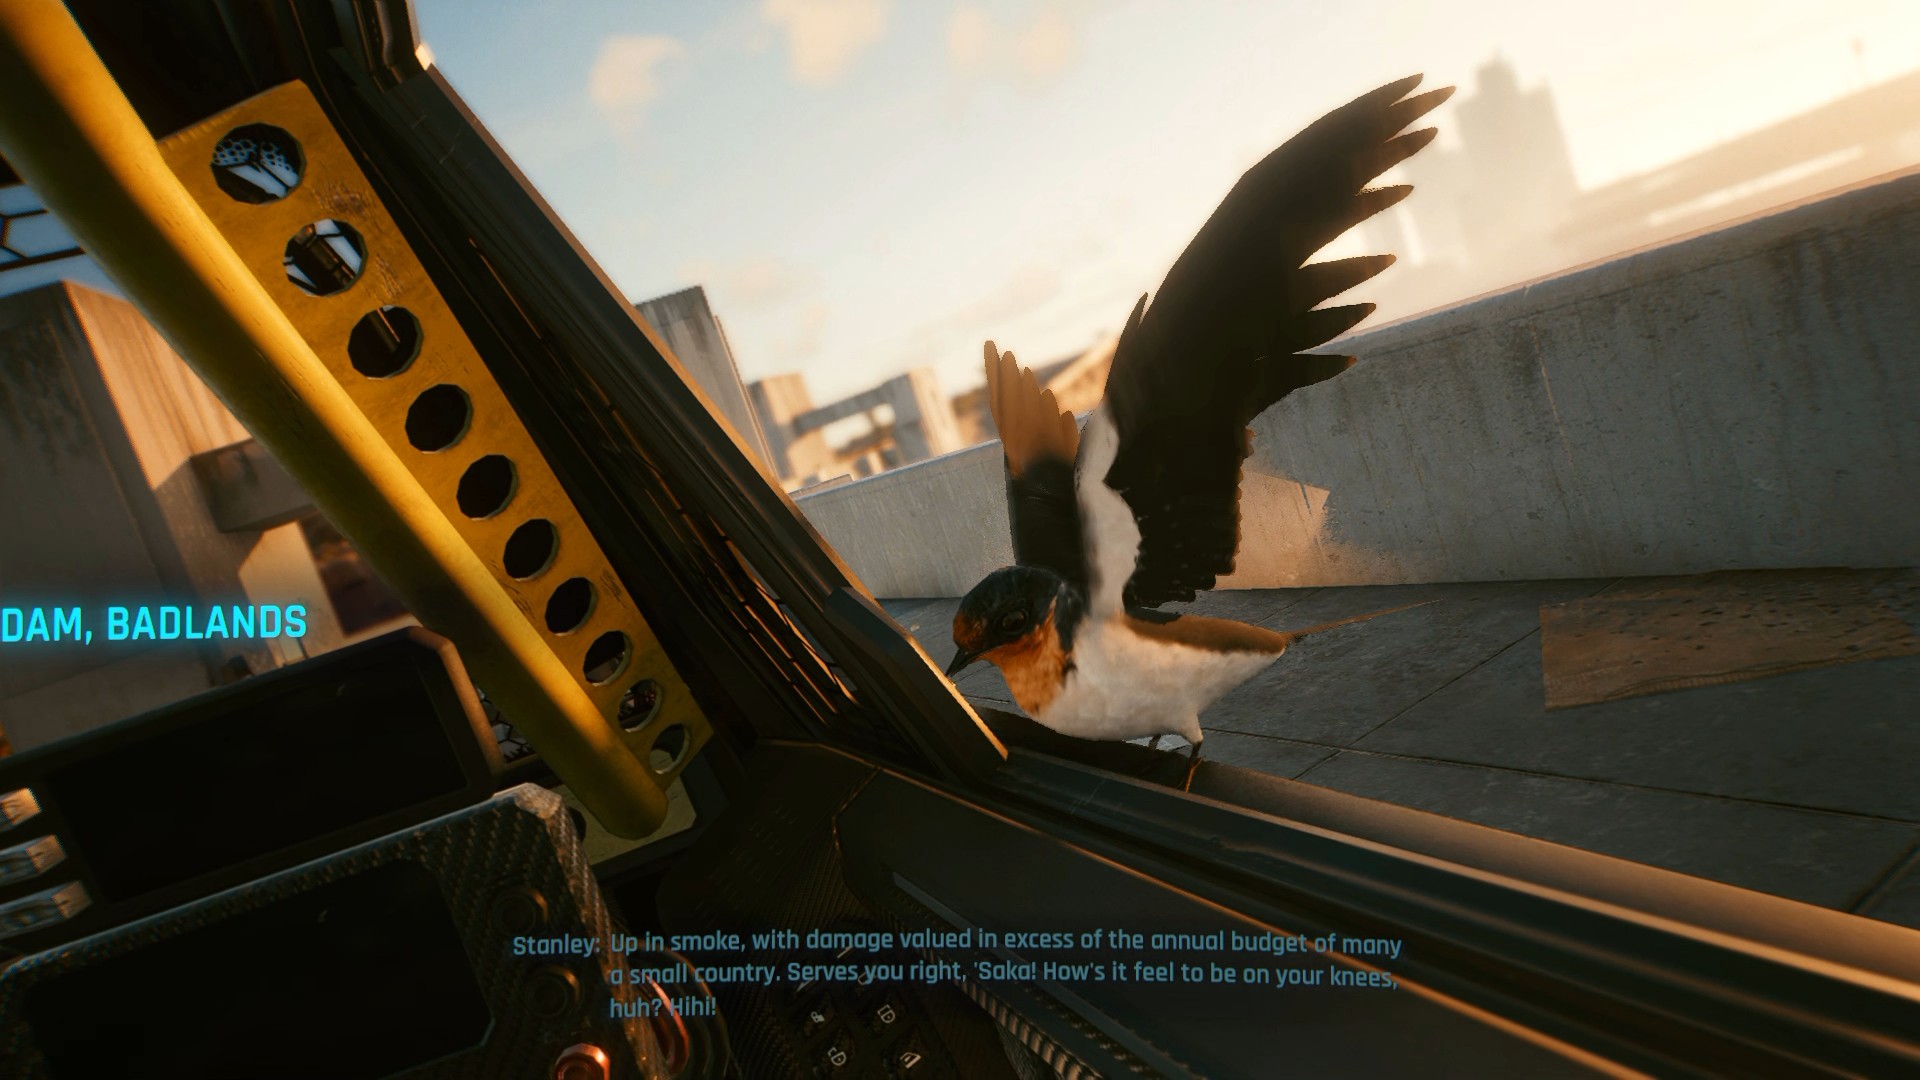 DAM, BADLANDS
Stanley: Up in smoke, with damage valued in excess of the annual budget of many
a small country. Serves you right, 'Saka! How's it feel to be on your knees,
huh? Hihi!